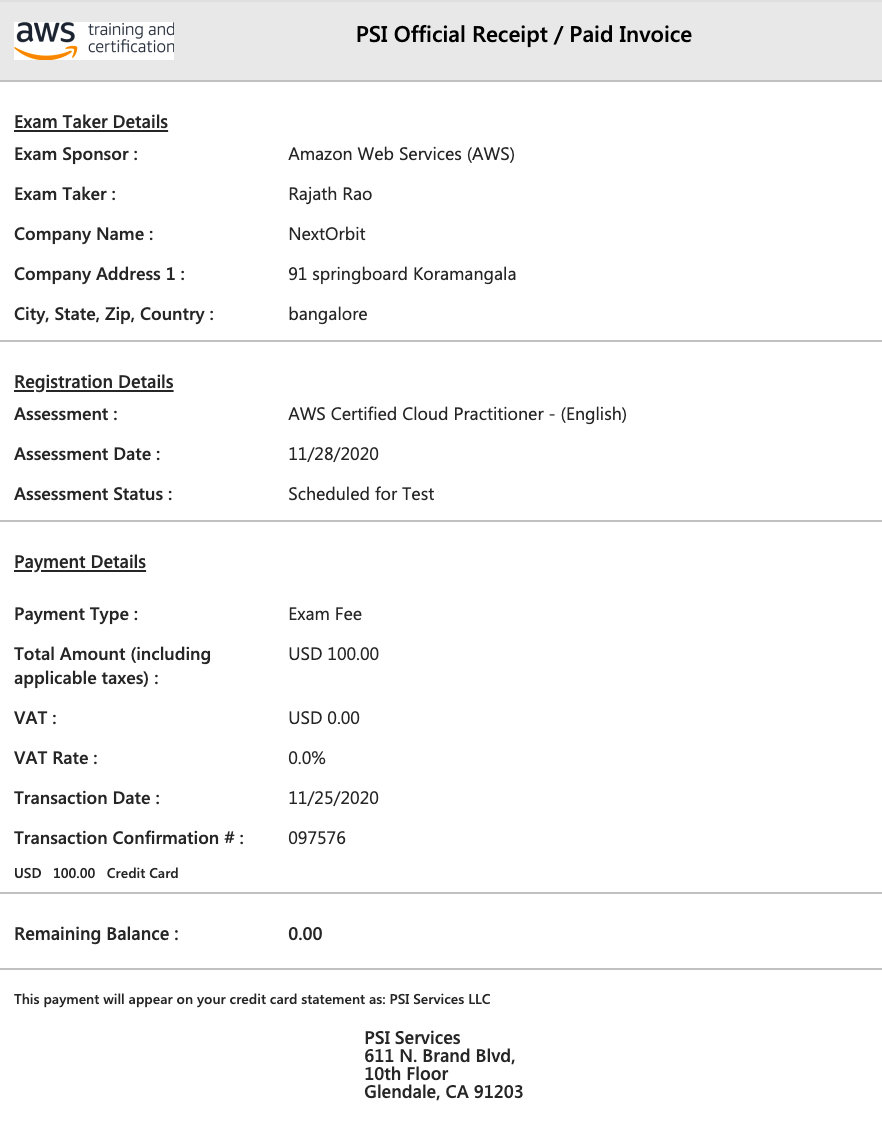 aws training and
certification
PSI Official Receipt / Paid Invoice
Exam Taker Details
Exam Sponsor : Amazon Web Services (AWS)
Exam Taker : Rajath Rao
Company Name : NextOrbit
Company Address 1 : 91 springboard Koramangala
City, State, Zip, Country : bangalore
Registration Details
Assessment : AWS Certified Cloud Practitioner - (English)
Assessment Date : 11/28/2020
Assessment Status : Scheduled for Test
Payment Details
Payment Type : Exam Fee
Total Amount (including USD 100.00
applicable taxes) :
VAT : USD 0.00
VAT Rate : 0.0%
Transaction Date : 11/25/2020
Transaction Confirmation # : 097576
USD 100.00 Credit Card
Remaining Balance : 0.00
This payment will appear on your credit card statement as: PSI Services LLC
PSI Services
611 N. Brand Blvd,
10th Floor
Glendale, CA 91203